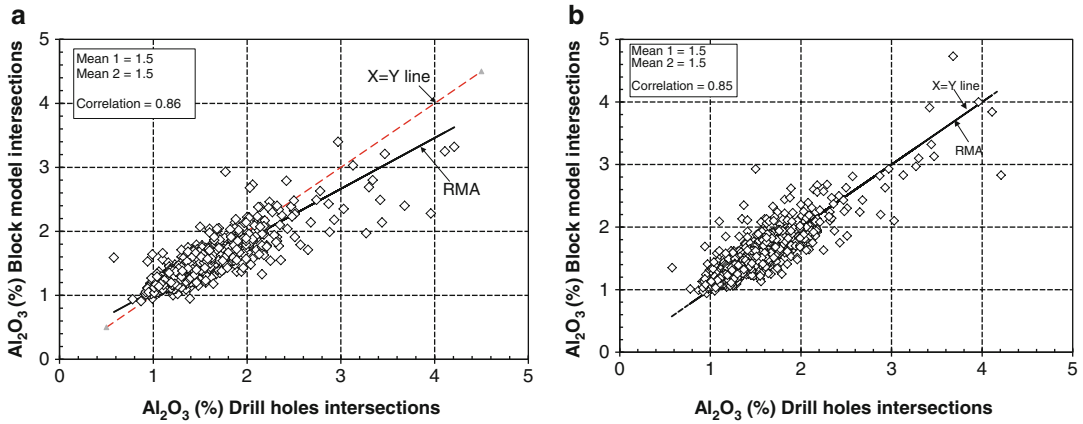 a
Mean 1 = 1.5
Mean 2 = 1.5
Correlation = 0.86
X=Y line
RMA
5
4
3
2
1
0
0 1 2 3 4 5
Al₂O₃ (%) Block model intersections
Al₂O₃ (%) Drill holes intersections
b
Mean 1 = 1.5
Mean 2 = 1.5
Correlation = 0.85
X=Y line
RMA
5
4
3
2
1
0
0 1 2 3 4 5
Al₂O₃ (%) Block model intersections
Al₂O₃ (%) Drill holes intersections